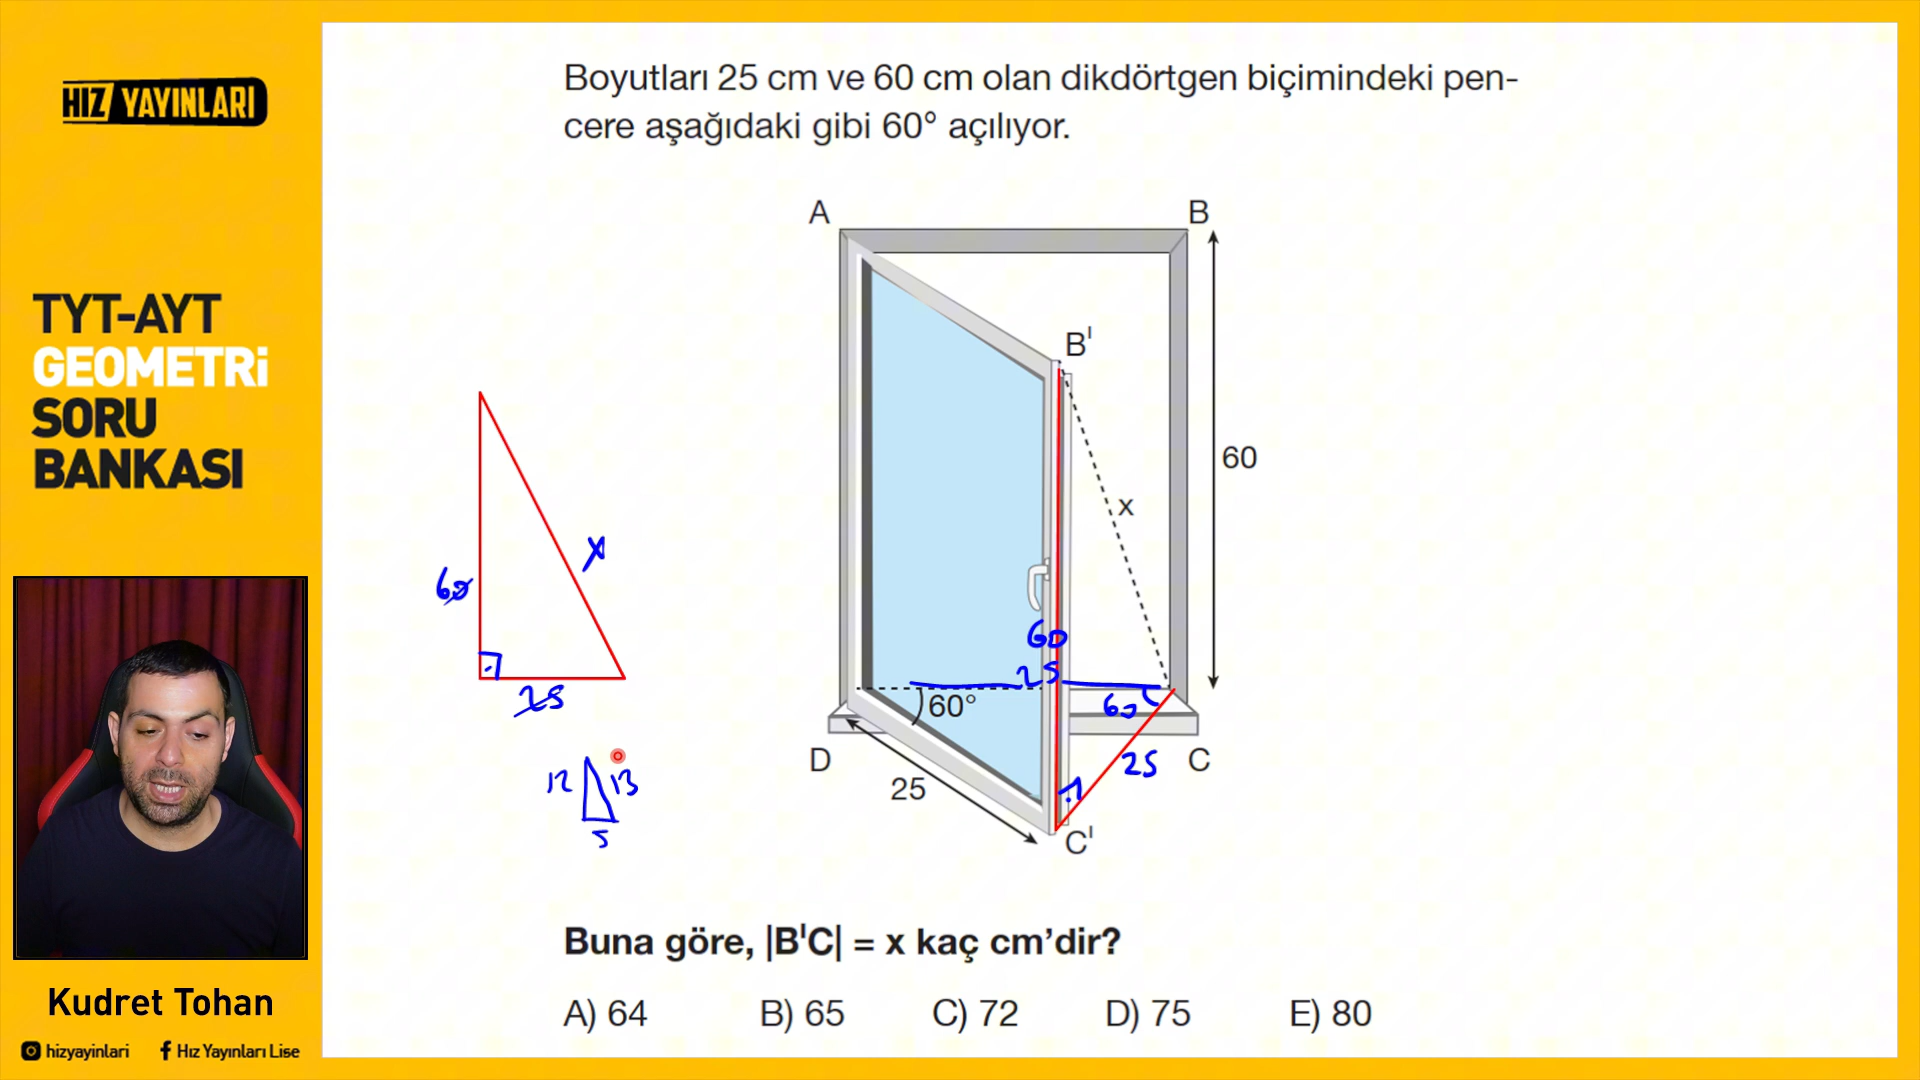 HIZ YAYINLARI
TYT-AYT
GEOMETRİ
SORU
BANKASI
Kudret Tohan
hizyayinlari
Hız Yayınları Lise
Boyutları 25 cm ve 60 cm olan dikdörtgen biçimindeki pen-
cere aşağıdaki gibi 60° açılıyor.
A
B
B'
60
x
60
25
60°
60
D
25
25
C
C'
60
x
25
12
13
5
Buna göre, |B'C| = x kaç cm'dir?
A) 64 B) 65 C) 72 D) 75 E) 80